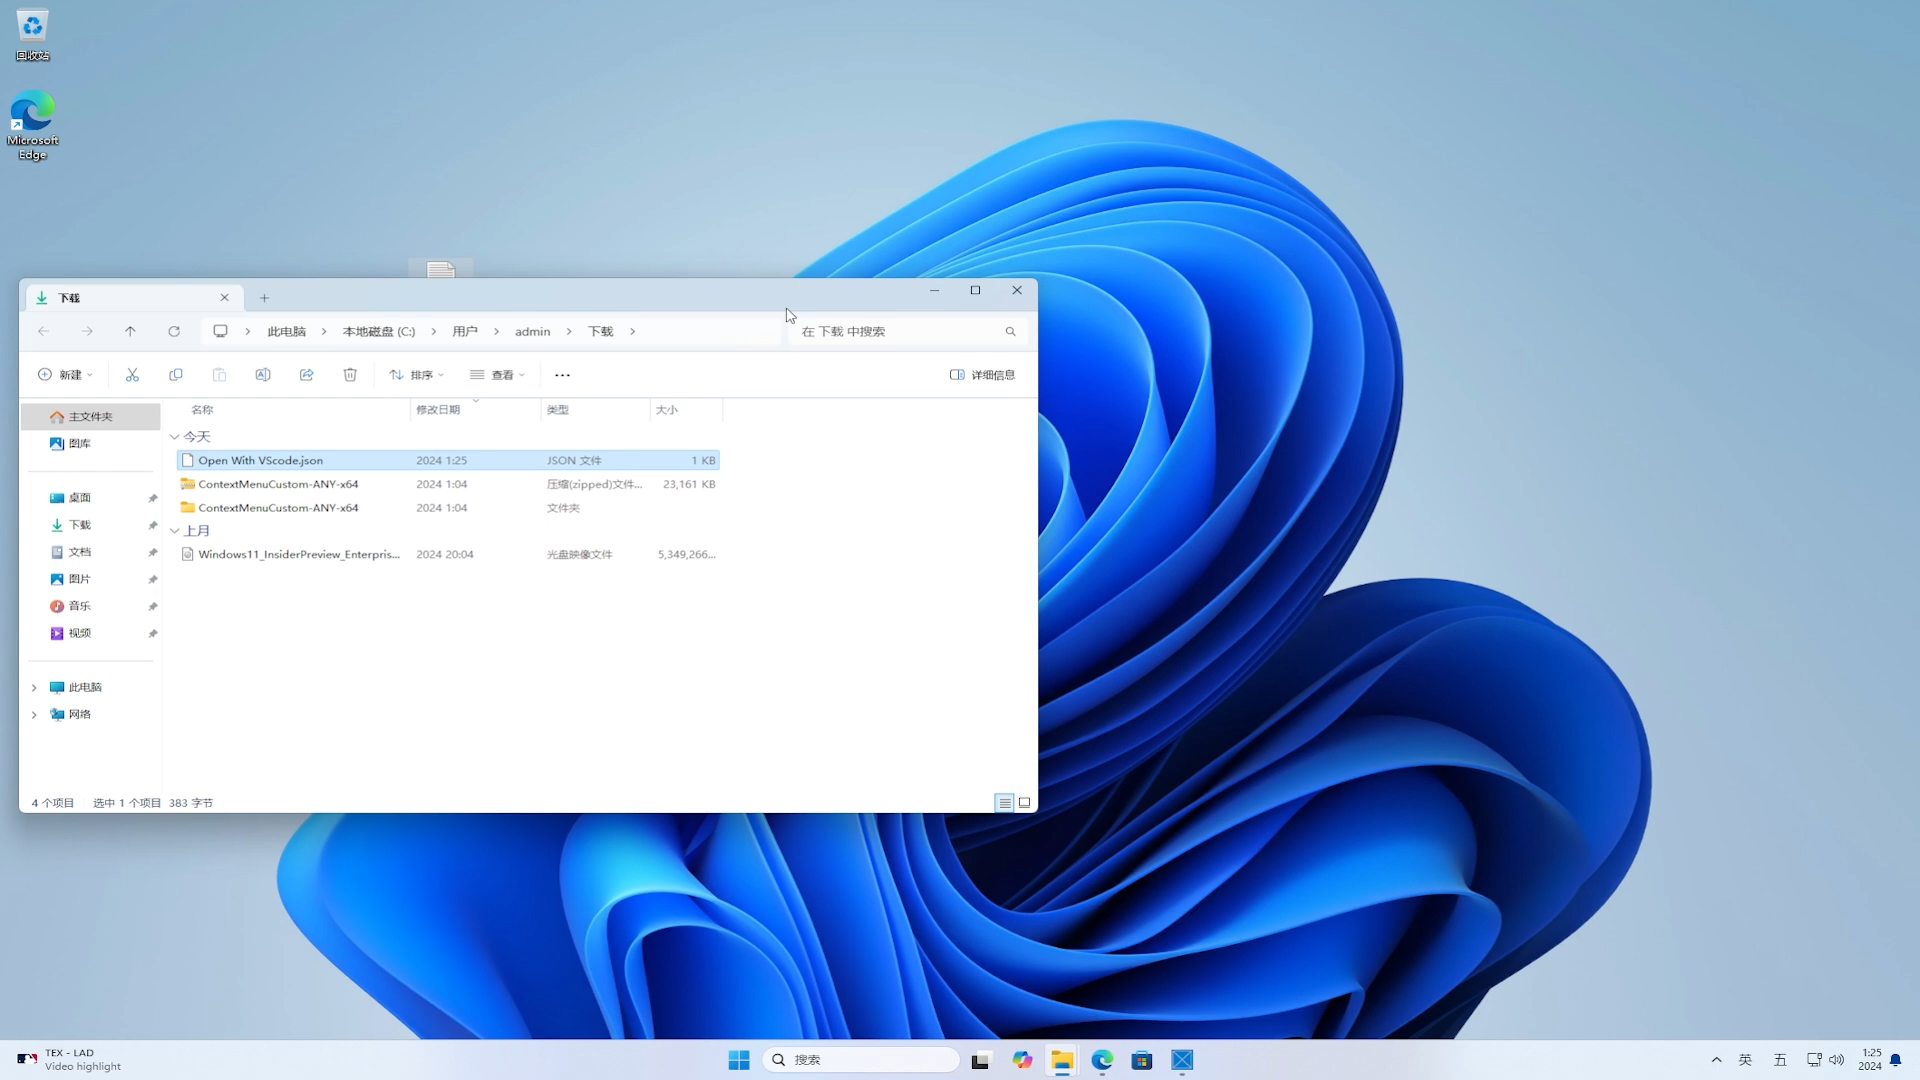 回收站
Microsoft
Edge
下载
此电脑
本地磁盘 (C:)
用户
admin
下载
在 下载 中搜索
新建
排序
查看
详细信息
名称
修改日期
类型
大小
主文件夹
图库
桌面
下载
文档
图片
音乐
视频
此电脑
网络
今天
Open With VScode.json
2024 1:25
JSON 文件
1 KB
ContextMenuCustom-ANY-x64
2024 1:04
压缩(zipped)文件...
23,161 KB
ContextMenuCustom-ANY-x64
2024 1:04
文件夹
上月
Windows11_InsiderPreview_Enterpris...
2024 20:04
光盘映像文件
5,349,266...
4 个项目
选中 1 个项目 383 字节
TEX - LAD
Video highlight
搜索
英
五
1:25
2024